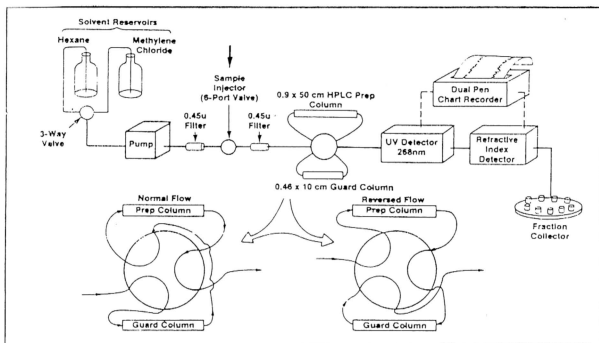 Solvent Reservoirs
Hexane
Methylene
Chloride
3-Way
Valve
Pump
0.45u
Filter
Sample
Injector
(6-Port Valve)
0.45u
Filter
0.9 x 50 cm HPLC Prep
Column
0.46 x 10 cm Guard Column
UV Detector
268nm
Dual Pen
Chart Recorder
Refractive
Index
Detector
Fraction
Collector
Normal Flow
Prep Column
Guard Column
Reversed Flow
Prep Column
Guard Column